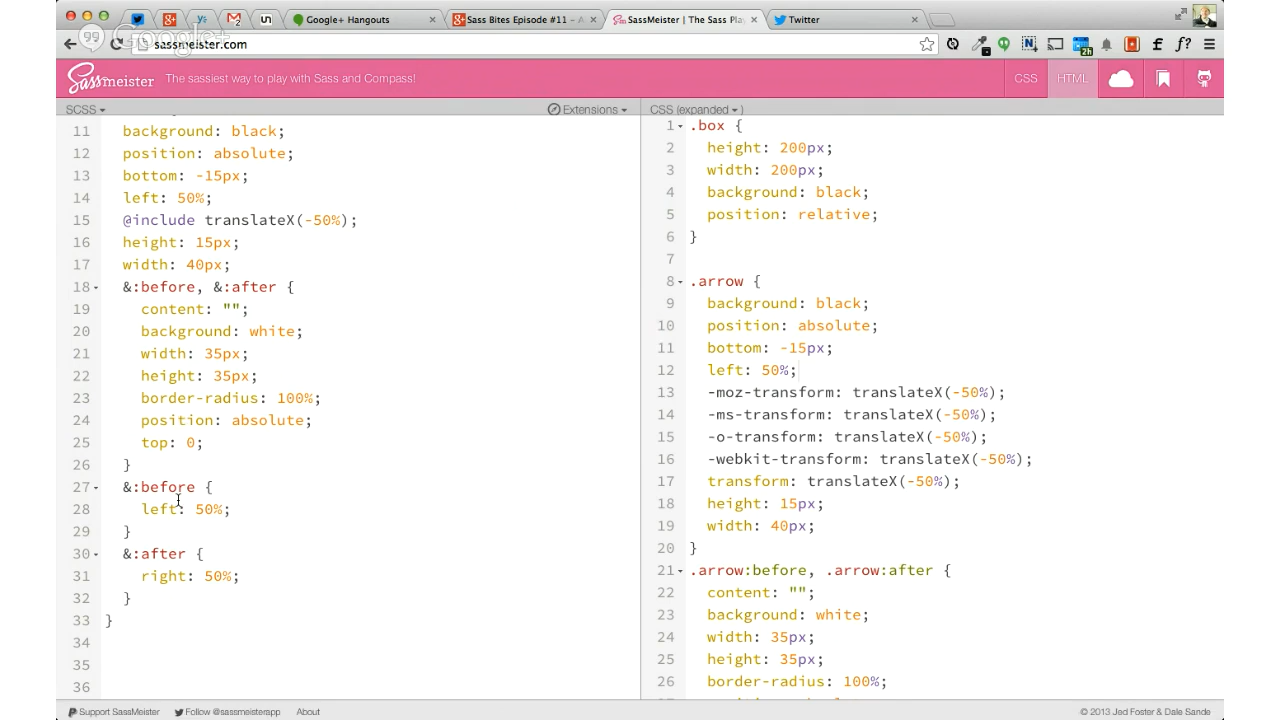 Google+ Hangouts
Sass Bites Episode #11 – A
SassMeister | The Sass Pla
Twitter
Google+
sassmeister.com
2h
f?
SassMeister
The sassiest way to play with Sass and Compass!
CSS
HTML
SCSS
Extensions
CSS (expanded)
11 background: black;
12 position: absolute;
13 bottom: -15px;
14 left: 50%;
15 @include translateX(-50%);
16 height: 15px;
17 width: 40px;
18 &:before, &:after {
19 content: "";
20 background: white;
21 width: 35px;
22 height: 35px;
23 border-radius: 100%;
24 position: absolute;
25 top: 0;
26 }
27 &:before {
28 left: 50%;
29 }
30 &:after {
31 right: 50%;
32 }
33 }
34
35
36
1 .box {
2 height: 200px;
3 width: 200px;
4 background: black;
5 position: relative;
6 }
7
8 .arrow {
9 background: black;
10 position: absolute;
11 bottom: -15px;
12 left: 50%;
13 -moz-transform: translateX(-50%);
14 -ms-transform: translateX(-50%);
15 -o-transform: translateX(-50%);
16 -webkit-transform: translateX(-50%);
17 transform: translateX(-50%);
18 height: 15px;
19 width: 40px;
20 }
21 .arrow:before, .arrow:after {
22 content: "";
23 background: white;
24 width: 35px;
25 height: 35px;
26 border-radius: 100%;
Support SassMeister
Follow @sassmeisterapp
About
© 2013 Jed Foster & Dale Sande